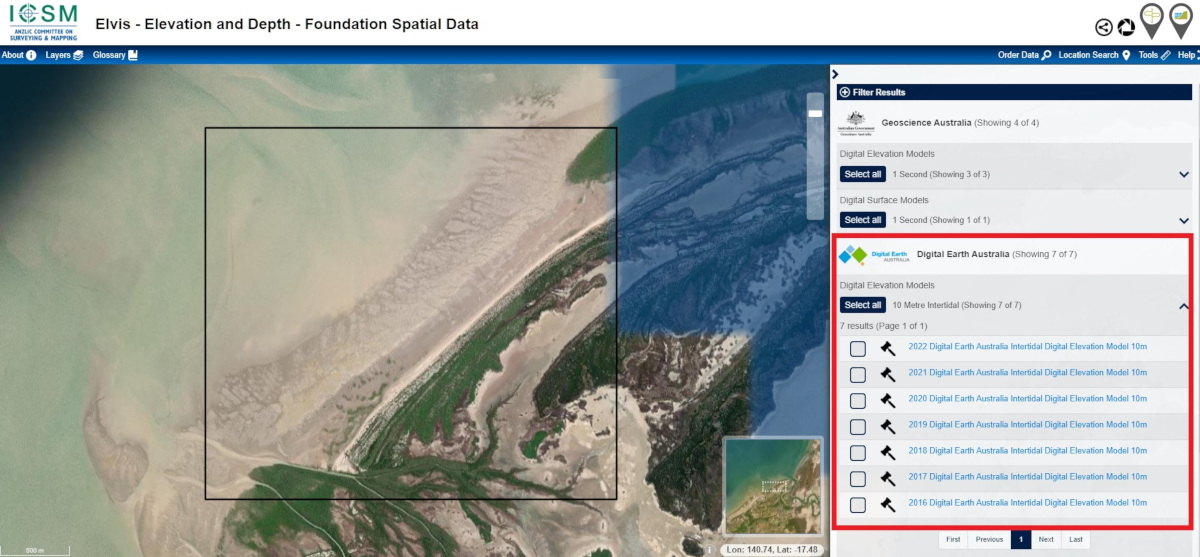 ICSM
ANZLIC COMMITTEE ON
SURVEYING & MAPPING
Elvis - Elevation and Depth - Foundation Spatial Data
About Layers Glossary
Order Data Location Search Tools Help
Filter Results
Australian Government
Geoscience Australia
Geoscience Australia (Showing 4 of 4)
Digital Elevation Models
Select all 1 Second (Showing 3 of 3)
Digital Surface Models
Select all 1 Second (Showing 1 of 1)
Digital Earth
AUSTRALIA
Digital Earth Australia (Showing 7 of 7)
Digital Elevation Models
Select all 10 Metre Intertidal (Showing 7 of 7)
7 results (Page 1 of 1)
2022 Digital Earth Australia Intertidal Digital Elevation Model 10m
2021 Digital Earth Australia Intertidal Digital Elevation Model 10m
2020 Digital Earth Australia Intertidal Digital Elevation Model 10m
2019 Digital Earth Australia Intertidal Digital Elevation Model 10m
2018 Digital Earth Australia Intertidal Digital Elevation Model 10m
2017 Digital Earth Australia Intertidal Digital Elevation Model 10m
2016 Digital Earth Australia Intertidal Digital Elevation Model 10m
First Previous 1 Next Last
500 m
Lon: 140.74, Lat: -17.48